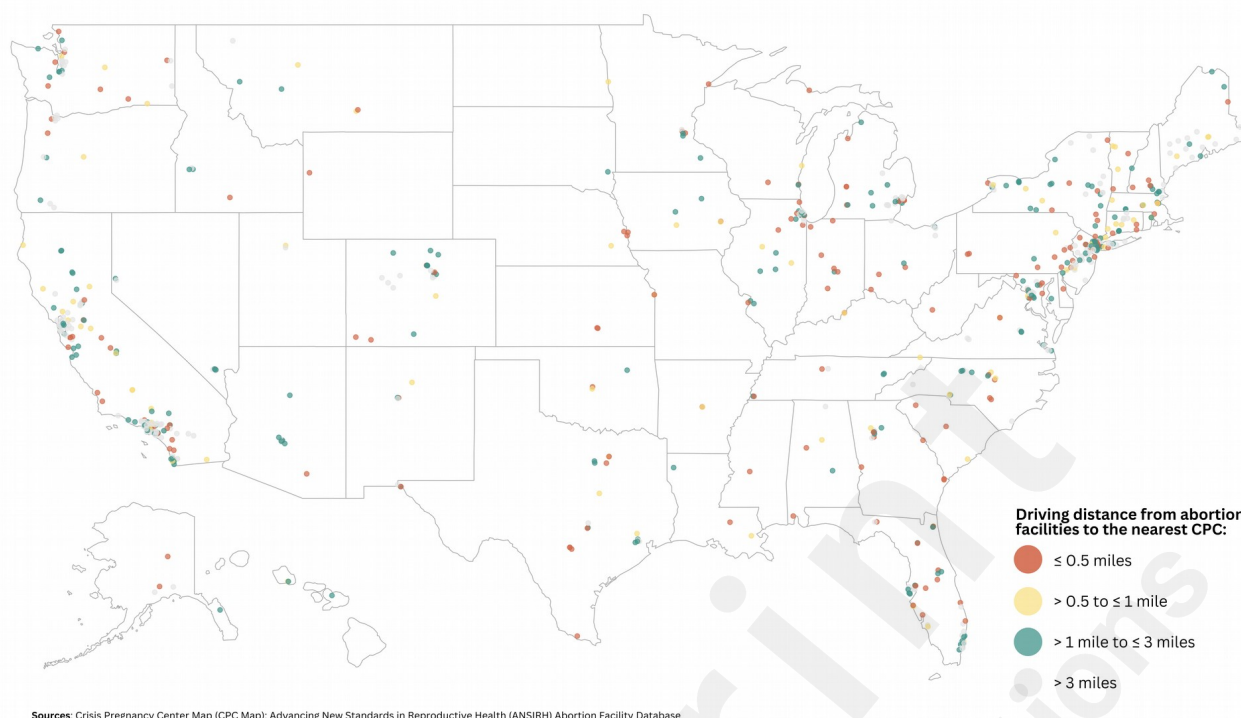 Driving distance from abortion
facilities to the nearest CPC:
≤ 0.5 miles
> 0.5 to ≤ 1 mile
> 1 mile to ≤ 3 miles
> 3 miles
Sources: Crisis Pregnancy Center Map (CPC Map); Advancing New Standards in Reproductive Health (ANSIRH) Abortion Facility Database